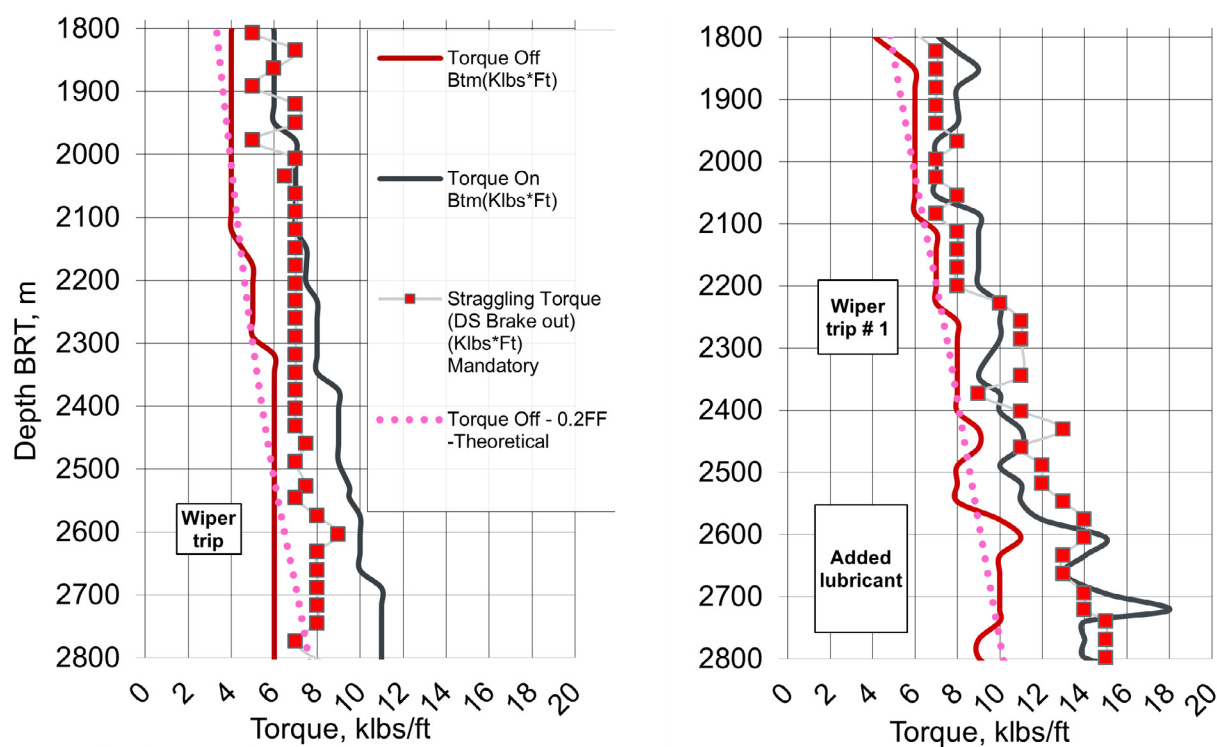 Depth BRT, m
1800
1900
2000
2100
2200
2300
2400
2500
2600
2700
2800
0
2
4
6
8
10
12
14
16
18
20
Torque, klbs/ft
Torque Off
Btm(Klbs*Ft)
Torque On
Btm(Klbs*Ft)
Straggling Torque
(DS Brake out)
(Klbs*Ft)
Mandatory
Torque Off - 0.2FF
-Theoretical
Wiper
trip
1800
1900
2000
2100
2200
2300
2400
2500
2600
2700
2800
Wiper
trip # 1
Added
lubricant
0
2
4
6
8
10
12
14
16
18
20
Torque, klbs/ft